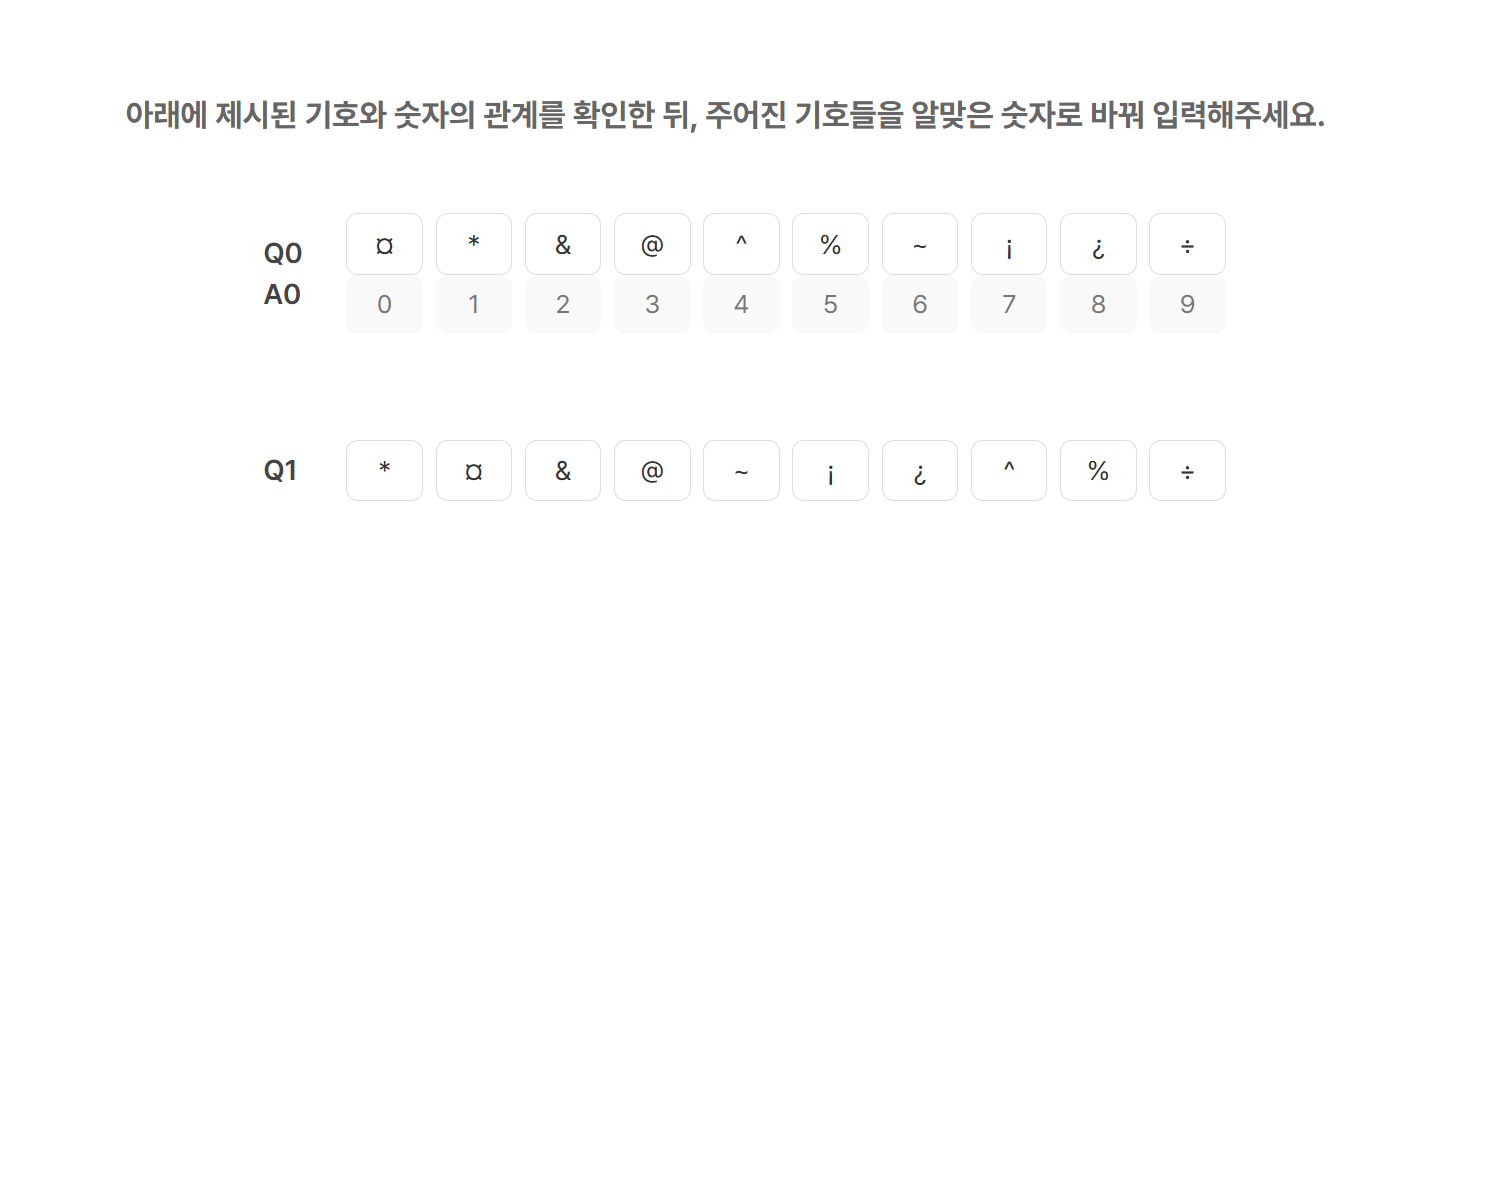 아래에 제시된 기호와 숫자의 관계를 확인한 뒤, 주어진 기호들을 알맞은 숫자로 바꿔 입력해주세요.
Q0 ¤ * & @ ^ % ~ ¡ ¿ ÷
A0 0 1 2 3 4 5 6 7 8 9
Q1 * ¤ & @ ~ ¡ ¿ ^ % ÷